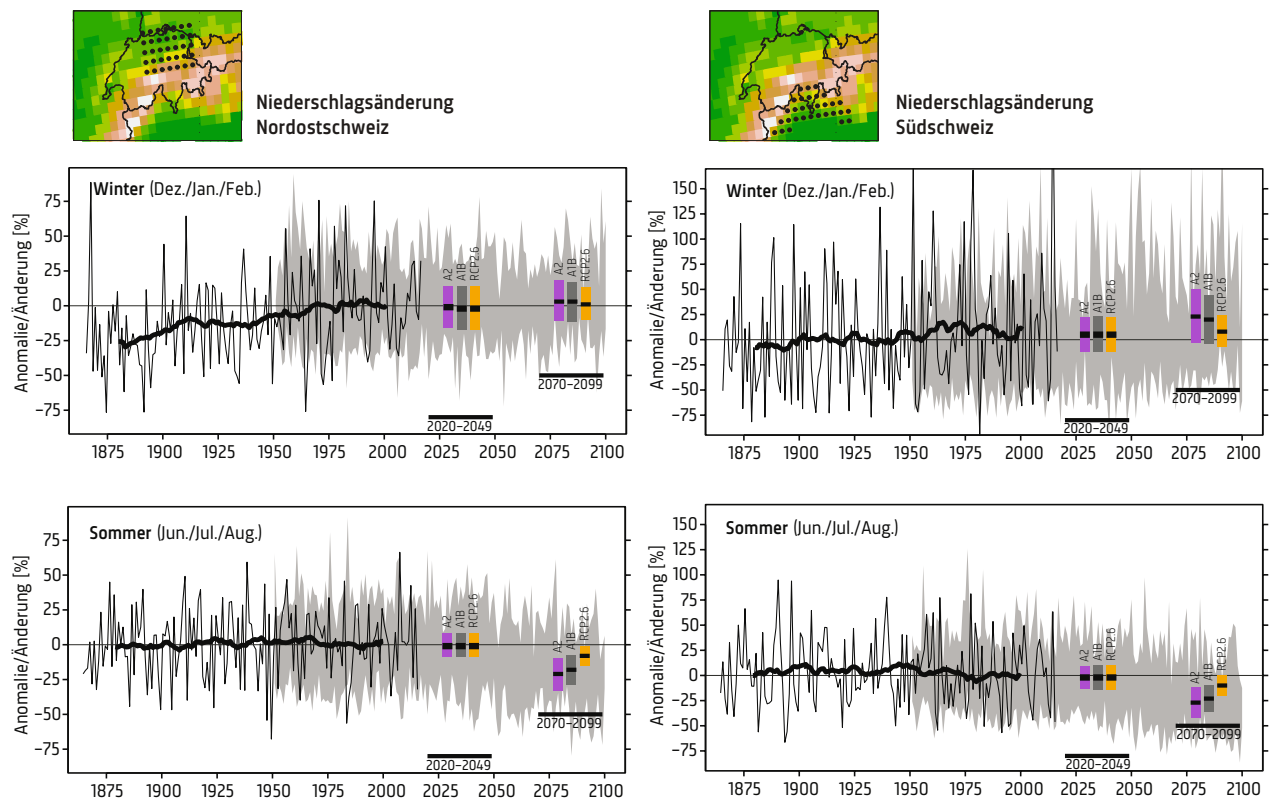 Niederschlagsänderung
Nordostschweiz
Niederschlagsänderung
Südschweiz
Winter (Dez./Jan./Feb.)
Anomalie/Änderung [%]
75
50
25
0
−25
−50
−75
A2
A1B
RCP2.6
A2
A1B
RCP2.6
2070–2099
2020–2049
1875 1900 1925 1950 1975 2000 2025 2050 2075 2100
Winter (Dez./Jan./Feb.)
Anomalie/Änderung [%]
150
125
100
75
50
25
0
−25
−50
−75
A2
A1B
RCP2.6
A2
A1B
RCP2.6
2070–2099
2020–2049
1875 1900 1925 1950 1975 2000 2025 2050 2075 2100
Sommer (Jun./Jul./Aug.)
Anomalie/Änderung [%]
75
50
25
0
−25
−50
−75
A2
A1B
RCP2.6
A2
A1B
RCP2.6
2070–2099
2020–2049
1875 1900 1925 1950 1975 2000 2025 2050 2075 2100
Sommer (Jun./Jul./Aug.)
Anomalie/Änderung [%]
150
125
100
75
50
25
0
−25
−50
−75
A2
A1B
RCP2.6
A2
A1B
RCP2.6
2070–2099
2020–2049
1875 1900 1925 1950 1975 2000 2025 2050 2075 2100